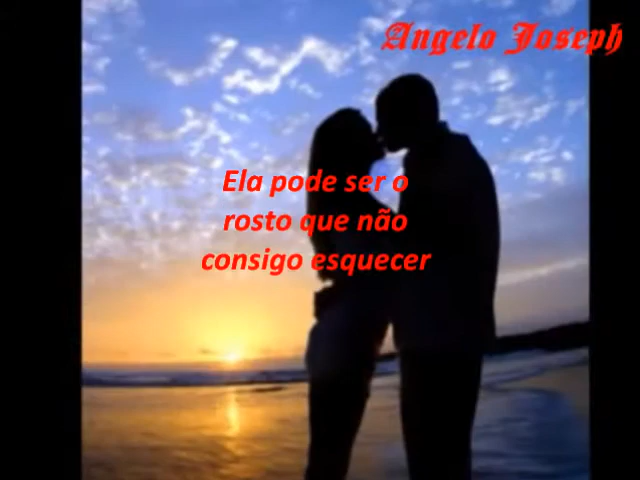 Angelo Joseph
Ela pode ser o
rosto que não
consigo esquecer